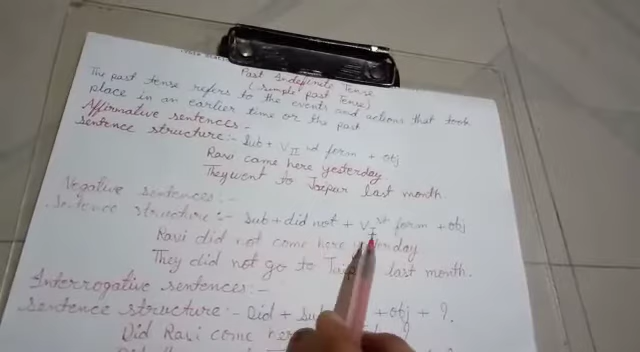 Past Indefinite Tense
(Simple Past Tense)
The past tense refers to the events and actions that took
place in an earlier time or the past
Affirmative sentences -
Sentence structure:- Sub + V II rd form + obj
Ravi came here yesterday
They went to Jaipur last month.
Negative sentences:-
Sentence structure:- Sub + did not + V I st form + obj
Ravi did not come here
They did not go to last month.
Interrogative sentences:-
Sentence structure:- Did + Sub + obj + ?.
Did Ravi come